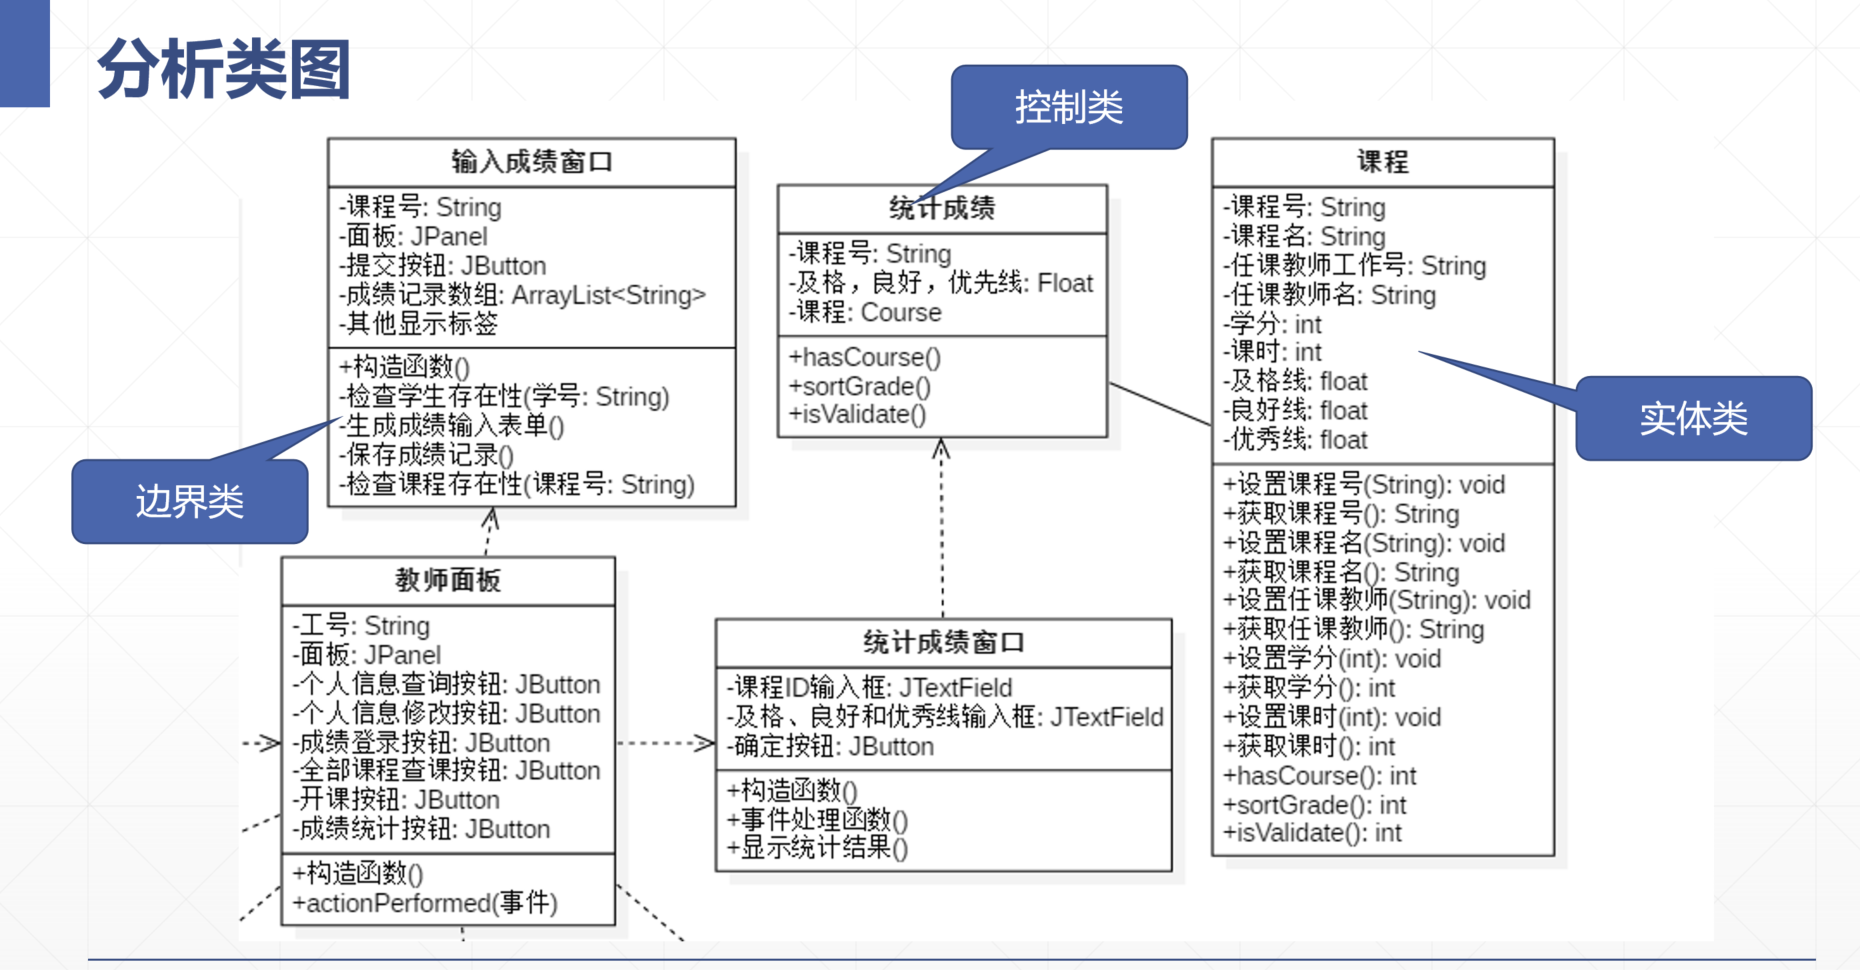 分析类图
控制类
输入成绩窗口
-课程号: String
-面板: JPanel
-提交按钮: JButton
-成绩记录数组: ArrayList<String>
-其他显示标签
+构造函数()
-检查学生存在性(学号: String)
-生成成绩输入表单()
-保存成绩记录()
-检查课程存在性(课程号: String)
边界类
统计成绩
-课程号: String
-及格，良好，优先线: Float
-课程: Course
+hasCourse()
+sortGrade()
+isValidate()
课程
-课程号: String
-课程名: String
-任课教师工作号: String
-任课教师名: String
-学分: int
-课时: int
-及格线: float
-良好线: float
-优秀线: float
+设置课程号(String): void
+获取课程号(): String
+设置课程名(String): void
+获取课程名(): String
+设置任课教师(String): void
+获取任课教师(): String
+设置学分(int): void
+获取学分(): int
+设置课时(int): void
+获取课时(): int
+hasCourse(): int
+sortGrade(): int
+isValidate(): int
实体类
教师面板
-工号: String
-面板: JPanel
-个人信息查询按钮: JButton
-个人信息修改按钮: JButton
-成绩登录按钮: JButton
-全部课程查课按钮: JButton
-开课按钮: JButton
-成绩统计按钮: JButton
+构造函数()
+actionPerformed(事件)
统计成绩窗口
-课程ID输入框: JTextField
-及格、良好和优秀线输入框: JTextField
-确定按钮: JButton
+构造函数()
+事件处理函数()
+显示统计结果()